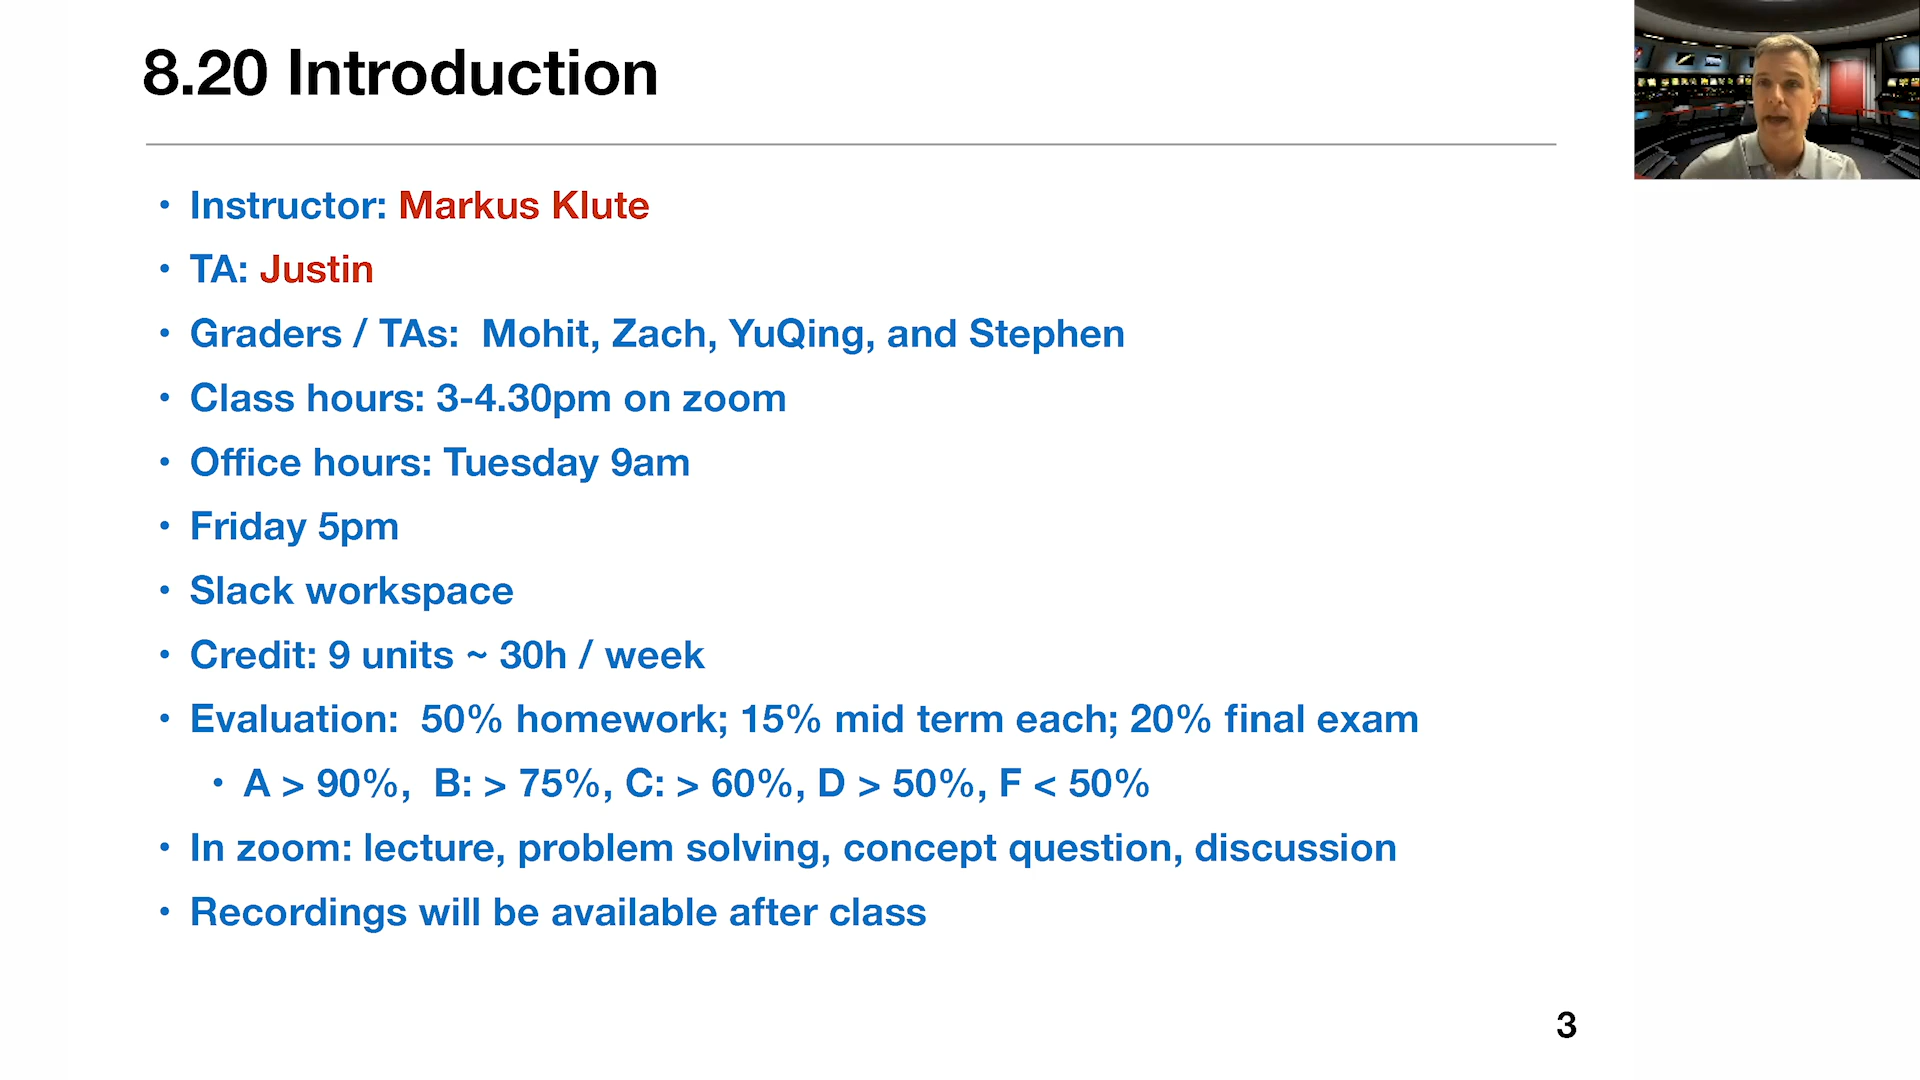 8.20 Introduction
• Instructor: Markus Klute
• TA: Justin
• Graders / TAs:  Mohit, Zach, YuQing, and Stephen
• Class hours: 3-4.30pm on zoom
• Office hours: Tuesday 9am
• Friday 5pm
• Slack workspace
• Credit: 9 units ~ 30h / week
• Evaluation:  50% homework; 15% mid term each; 20% final exam
• A > 90%,  B: > 75%, C: > 60%, D > 50%, F < 50%
• In zoom: lecture, problem solving, concept question, discussion
• Recordings will be available after class
3